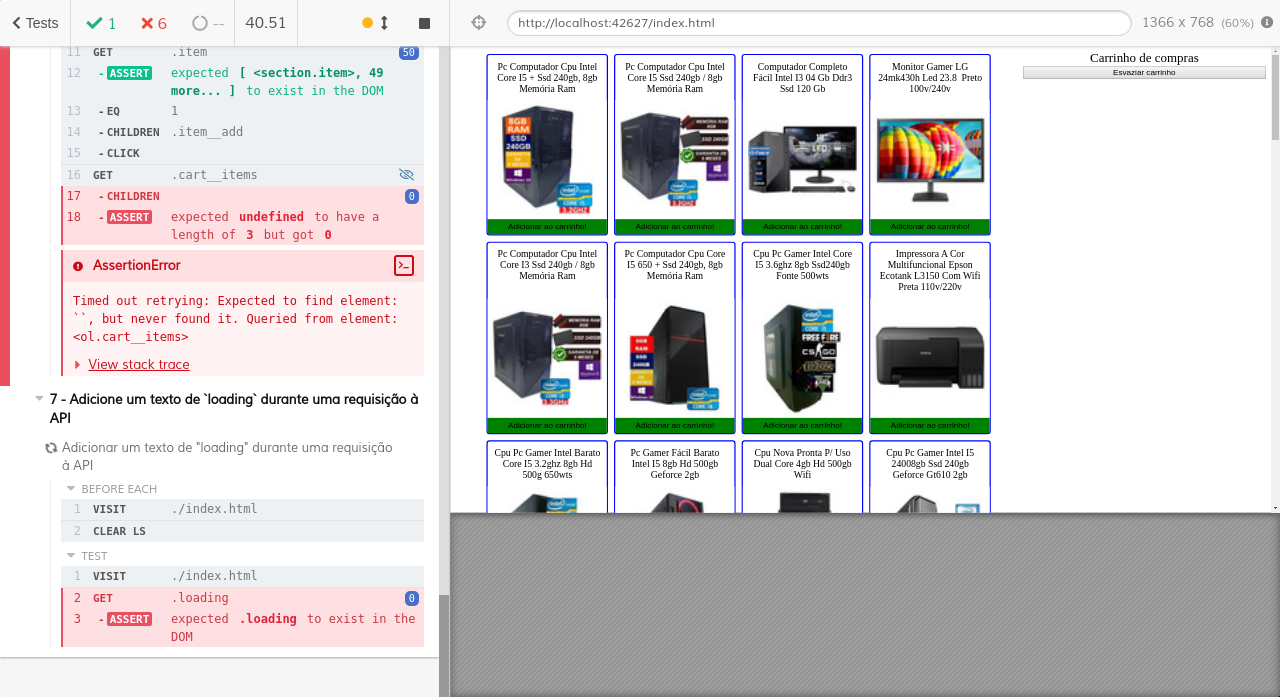 Tests
1
6
--
40.51
http://localhost:42627/index.html
1366 x 768 (60%)
11 GET .item 50
12 - ASSERT expected [ <section.item>, 49
more... ] to exist in the DOM
13 - EQ 1
14 - CHILDREN .item__add
15 - CLICK
16 GET .cart__items
17 - CHILDREN 0
18 - ASSERT expected undefined to have a
length of 3 but got 0
AssertionError
Timed out retrying: Expected to find element:
``, but never found it. Queried from element:
<ol.cart__items>
View stack trace
7 - Adicione um texto de `loading` durante uma requisição à
API
Adicionar um texto de "loading" durante uma requisição
à API
BEFORE EACH
1 VISIT ./index.html
2 CLEAR LS
TEST
1 VISIT ./index.html
2 GET .loading 0
3 - ASSERT expected .loading to exist in the
DOM
Pc Computador Cpu Intel
Core I5 + Ssd 240gb, 8gb
Memória Ram
8GB
RAM
SSD
240GB
Adicionar ao carrinho!
Pc Computador Cpu Intel
Core I5 Ssd 240gb / 8gb
Memória Ram
Adicionar ao carrinho!
Computador Completo
Fácil Intel I3 04 Gb Ddr3
Ssd 120 Gb
Adicionar ao carrinho!
Monitor Gamer LG
24mk430h Led 23.8 Preto
100v/240v
Adicionar ao carrinho!
Carrinho de compras
Esvaziar carrinho
Pc Computador Cpu Intel
Core I3 Ssd 240gb / 8gb
Memória Ram
Adicionar ao carrinho!
Pc Computador Cpu Core
I5 650 + Ssd 240gb, 8gb
Memória Ram
Adicionar ao carrinho!
Cpu Pc Gamer Intel Core
I5 3.6ghz 8gb Ssd240gb
Fonte 500wts
FREE FIRE
CS:GO
Adicionar ao carrinho!
Impressora A Cor
Multifuncional Epson
Ecotank L3150 Com Wifi
Preta 110v/220v
Adicionar ao carrinho!
Cpu Pc Gamer Intel Barato
Core I5 3.2ghz 8gb Hd
500g 650wts
Pc Gamer Fácil Barato
Intel I5 8gb Hd 500gb
Geforce 2gb
Cpu Nova Pronta P/ Uso
Dual Core 4gb Hd 500gb
Wifi
Cpu Pc Gamer Intel I5
24008gb Ssd 240gb
Geforce Gt610 2gb